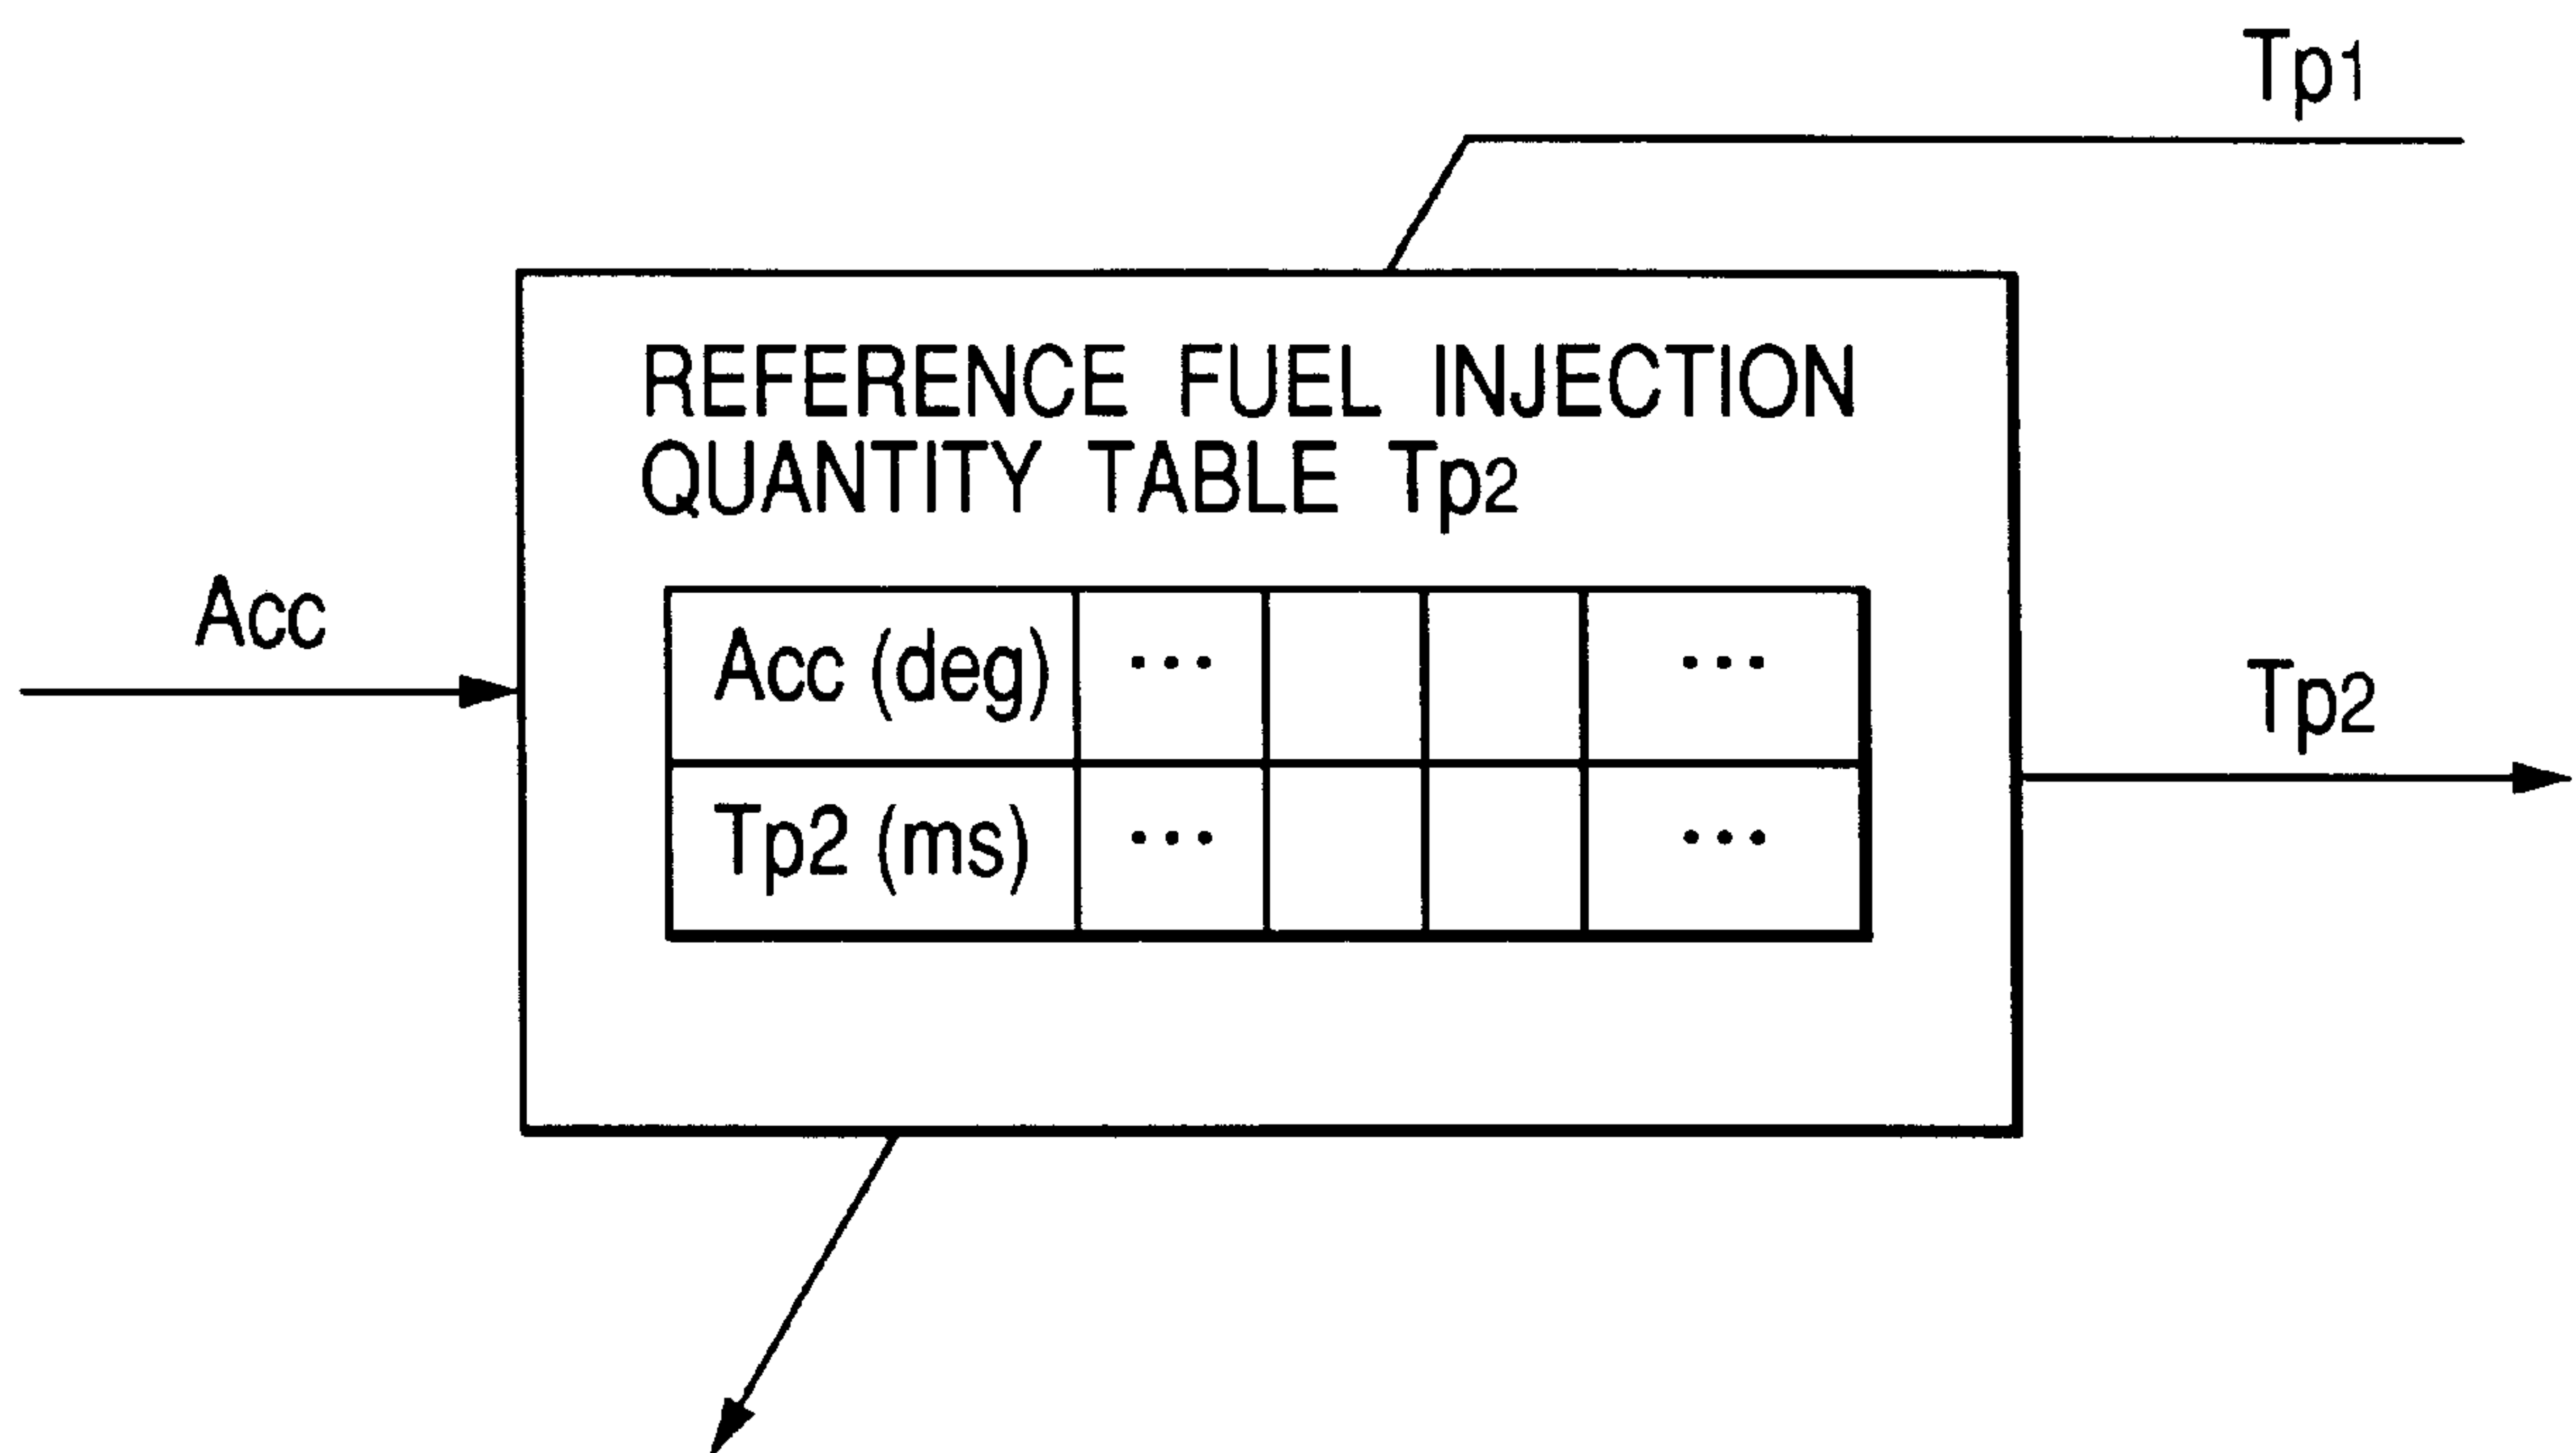 Tp1
REFERENCE FUEL INJECTION
QUANTITY TABLE Tp2
Acc
Acc (deg) ... ...
Tp2 (ms) ... ...
Tp2